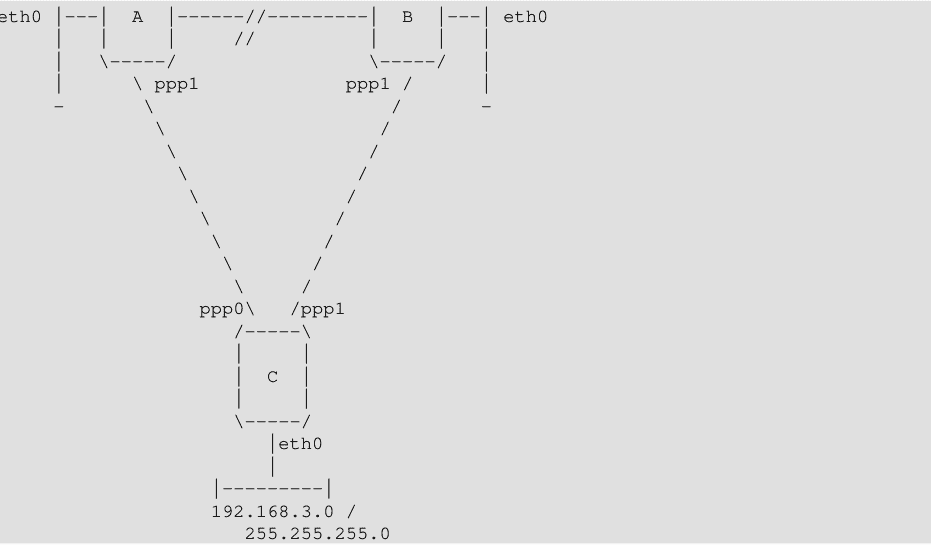 eth0 A B eth0
ppp1 ppp1
ppp0 ppp1
C
eth0
192.168.3.0 /
255.255.255.0